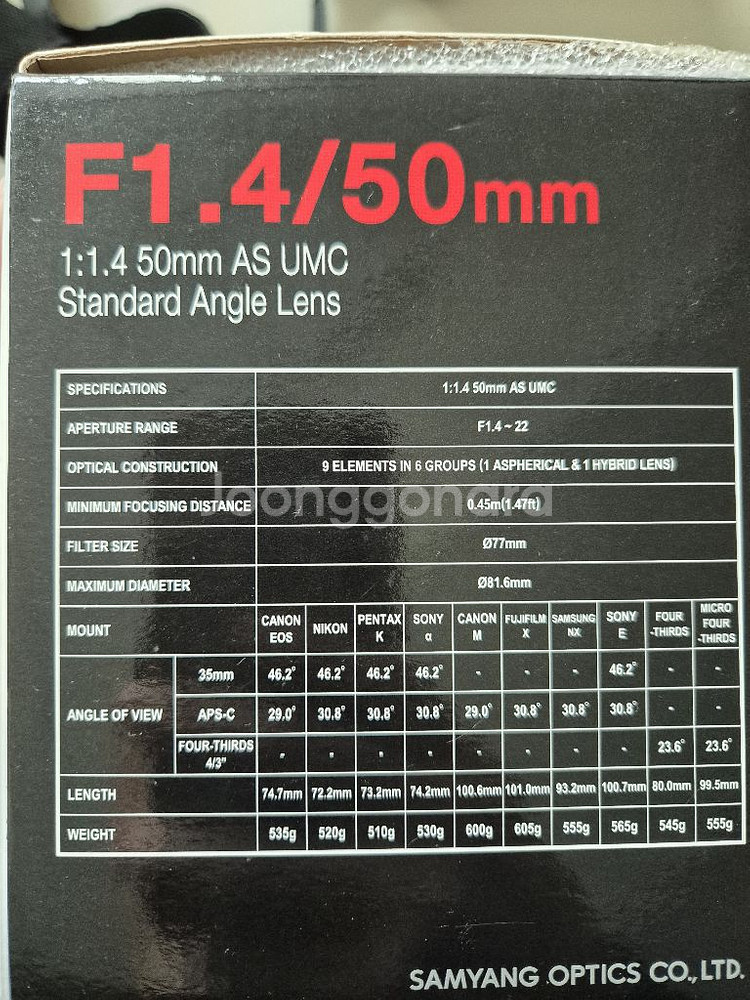 F1.4/50mm
1:1.4 50mm AS UMC
Standard Angle Lens
SPECIFICATIONS 1:1.4 50mm AS UMC
APERTURE RANGE F1.4 ~ 22
OPTICAL CONSTRUCTION 9 ELEMENTS IN 6 GROUPS (1 ASPHERICAL & 1 HYBRID LENS)
MINIMUM FOCUSING DISTANCE 0.45m(1.47ft)
Joonggonara
FILTER SIZE Ø77mm
MAXIMUM DIAMETER Ø81.6mm
MOUNT CANON EOS NIKON PENTAX K SONY α CANON M FUJIFILM X SAMSUNG NX SONY E FOUR -THIRDS MICRO FOUR -THIRDS
ANGLE OF VIEW 35mm 46.2° 46.2° 46.2° 46.2° - - - 46.2° - -
APS-C 29.0° 30.8° 30.8° 30.8° 29.0° 30.8° 30.8° 30.8° - -
FOUR-THIRDS 4/3" - - - - - - - - 23.6° 23.6°
LENGTH 74.7mm 72.2mm 73.2mm 74.2mm 100.6mm 101.0mm 93.2mm 100.7mm 80.0mm 99.5mm
WEIGHT 535g 520g 510g 530g 600g 605g 555g 565g 545g 555g
SAMYANG OPTICS CO.,LTD.